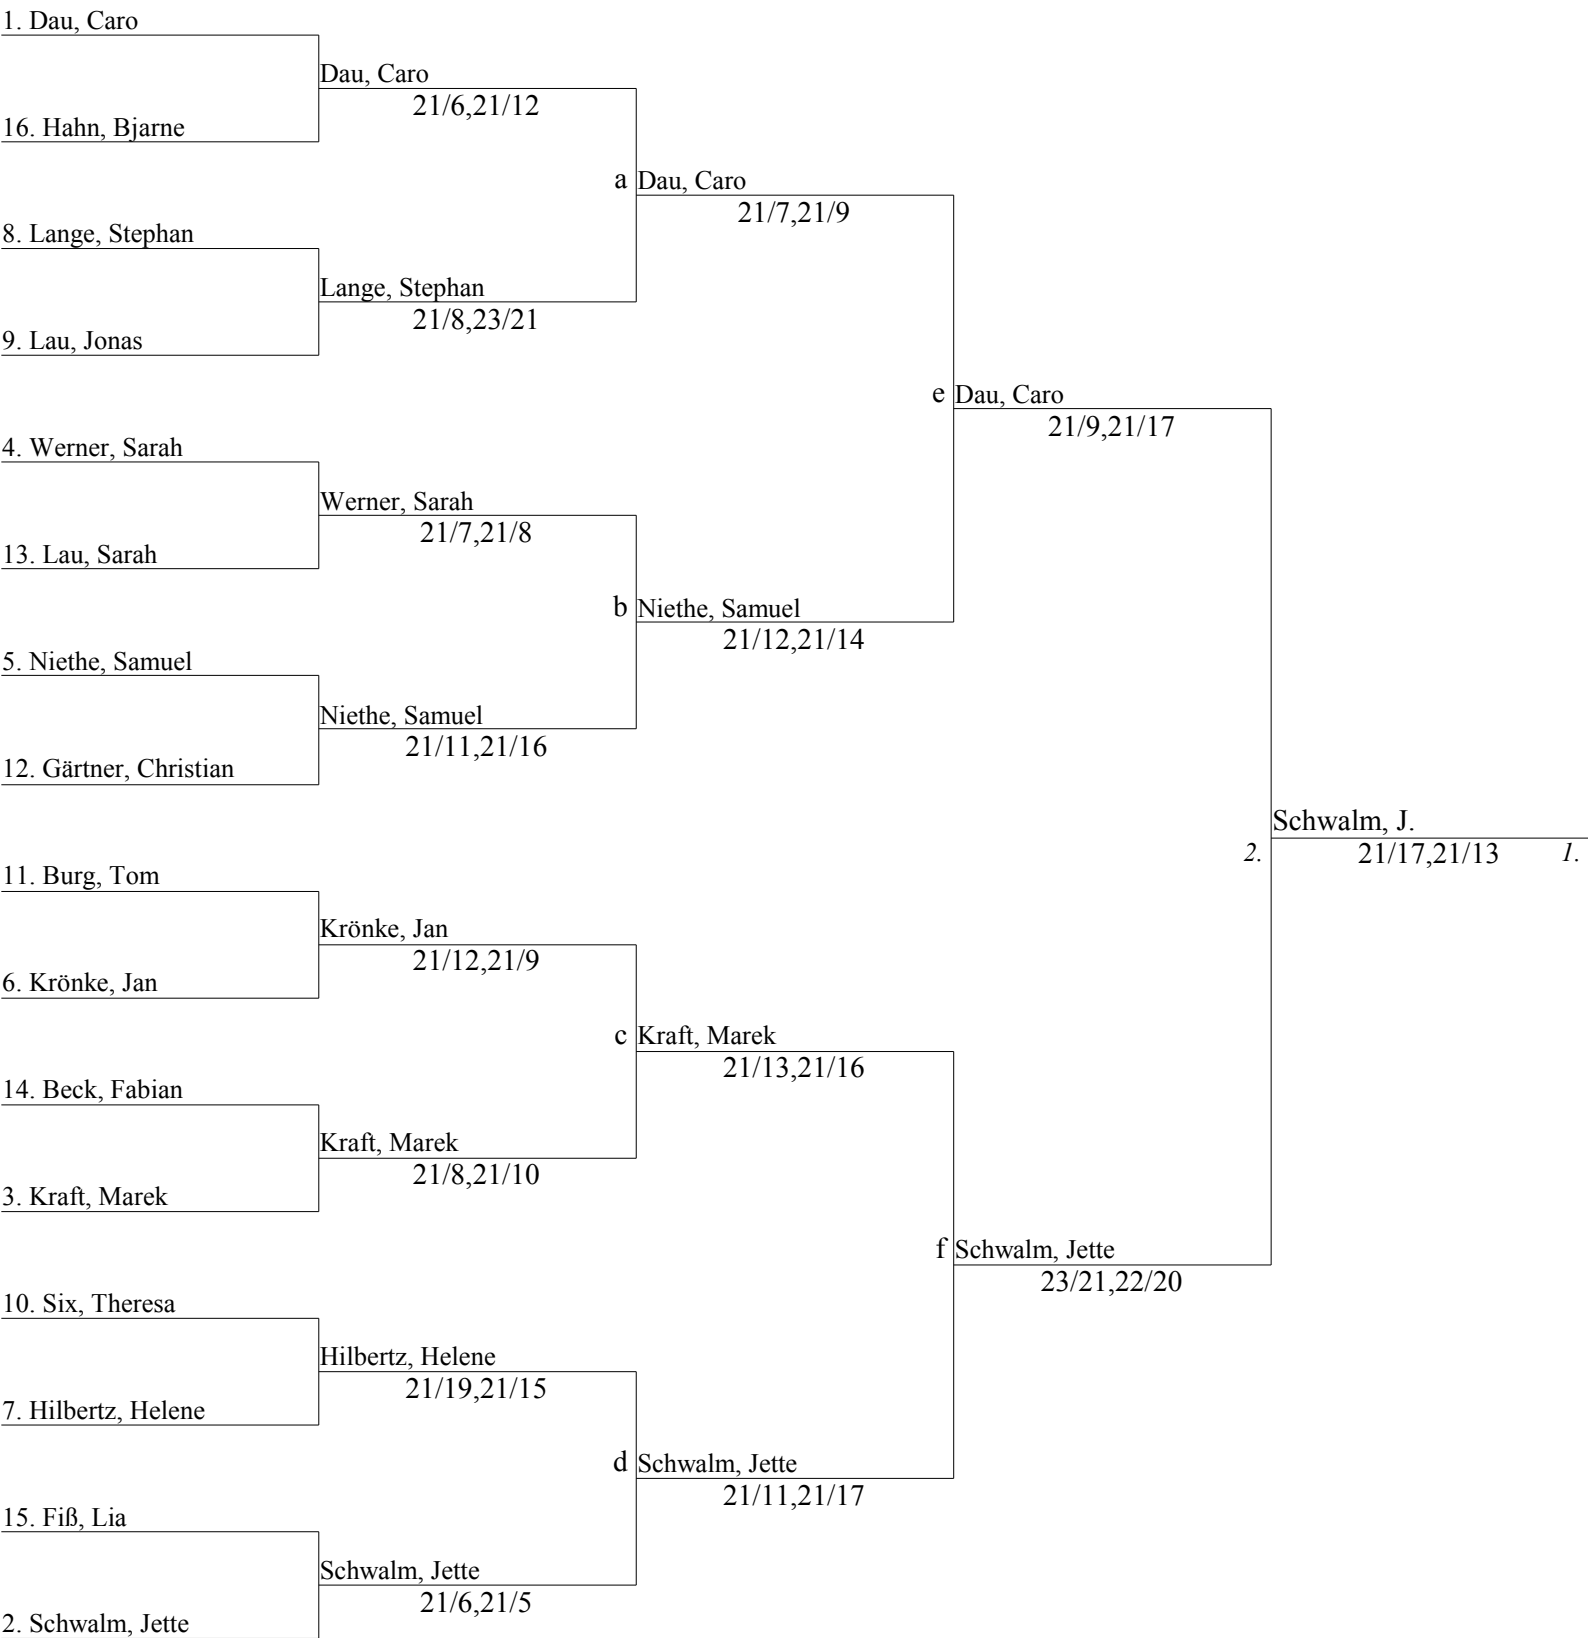 1. Dau, Caro
Dau, Caro
21/6,21/12
16. Hahn, Bjarne
a Dau, Caro
21/7,21/9
8. Lange, Stephan
Lange, Stephan
21/8,23/21
9. Lau, Jonas
e Dau, Caro
21/9,21/17
4. Werner, Sarah
Werner, Sarah
21/7,21/8
13. Lau, Sarah
b Niethe, Samuel
21/12,21/14
5. Niethe, Samuel
Niethe, Samuel
21/11,21/16
12. Gärtner, Christian
Schwalm, J.
2. 21/17,21/13 1.
11. Burg, Tom
Krönke, Jan
21/12,21/9
6. Krönke, Jan
c Kraft, Marek
21/13,21/16
14. Beck, Fabian
Kraft, Marek
21/8,21/10
3. Kraft, Marek
f Schwalm, Jette
23/21,22/20
10. Six, Theresa
Hilbertz, Helene
21/19,21/15
7. Hilbertz, Helene
d Schwalm, Jette
21/11,21/17
15. Fiß, Lia
Schwalm, Jette
21/6,21/5
2. Schwalm, Jette